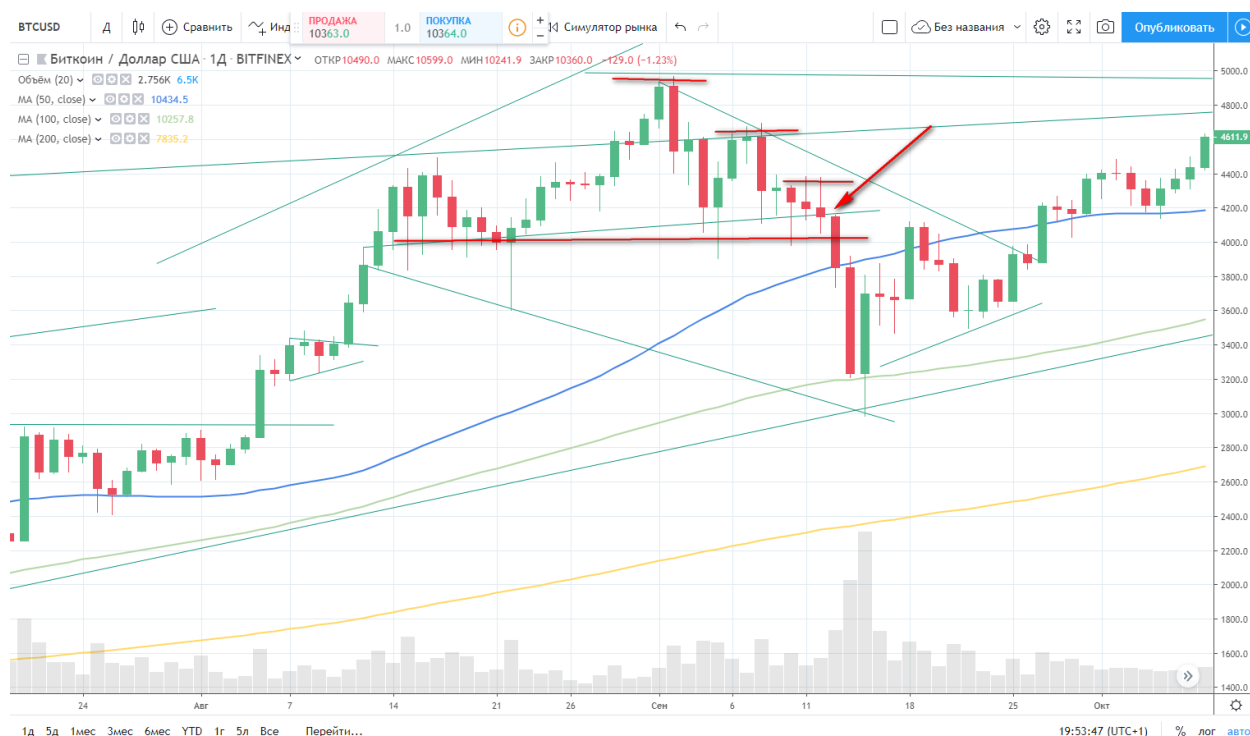 BTCUSD Д Сравнить Инд ПРОДАЖА 10363.0 1.0 ПОКУПКА 10364.0 + − Симулятор рынка Без названия Опубликовать
Биткоин / Доллар США · 1Д · BITFINEX ОТКР10490.0 МАКС10599.0 МИН10241.9 ЗАКР10360.0 −129.0 (−1.23%)
Объём (20) 2.756K 6.5K
MA (50, close) 10434.5
MA (100, close) 10257.8
MA (200, close) 7835.2
5000.0
4800.0
4611.9
4400.0
4200.0
4000.0
3800.0
3600.0
3400.0
3200.0
3000.0
2800.0
2600.0
2400.0
2200.0
2000.0
1800.0
1600.0
1400.0
24 Авг 7 14 21 26 Сен 6 11 18 25 Окт
1д 5д 1мес 3мес 6мес YTD 1г 5л Все Перейти... 19:53:47 (UTC+1) % лог авто